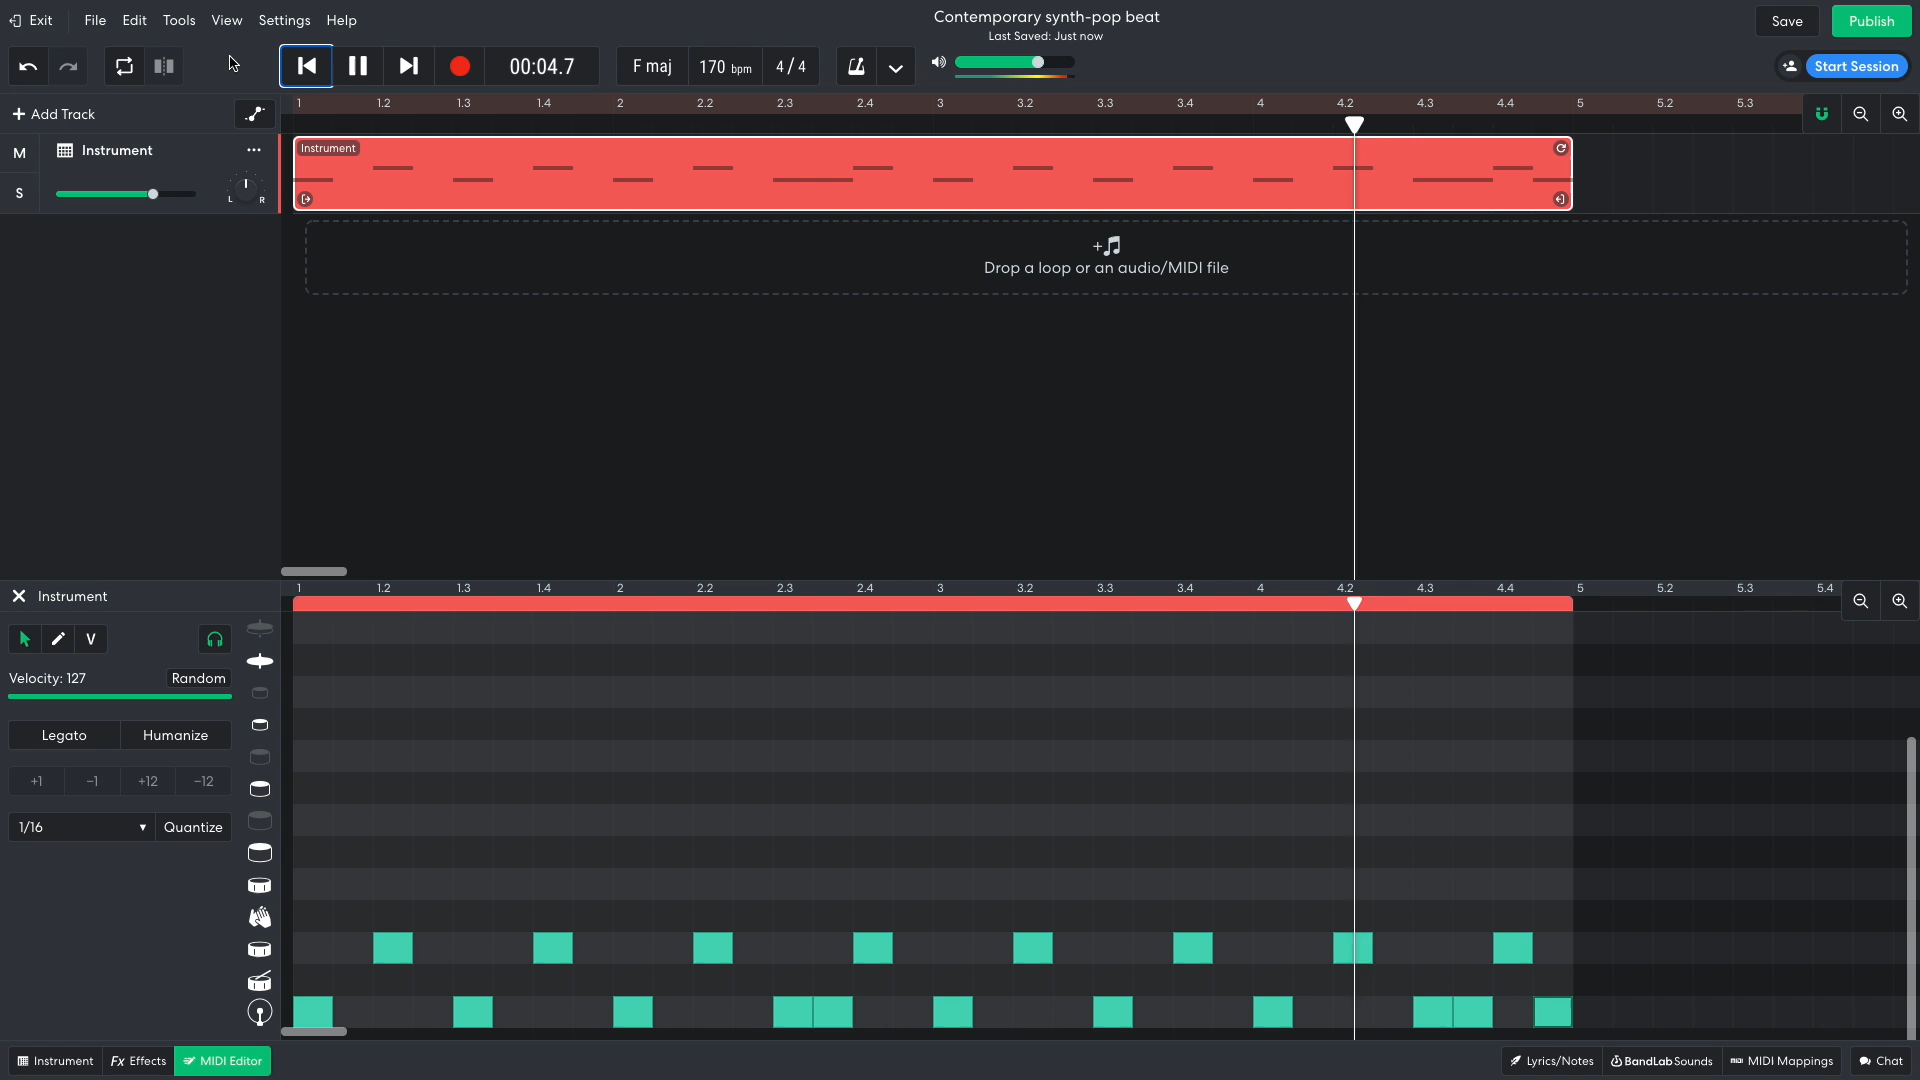 Exit File Edit Tools View Settings Help
Contemporary synth-pop beat
Last Saved: Just now
Save Publish
00:04.7 F maj 170 bpm 4/4
Start Session
+ Add Track
1 1.2 1.3 1.4 2 2.2 2.3 2.4 3 3.2 3.3 3.4 4 4.2 4.3 4.4 5 5.2 5.3
M Instrument ...
S L R
Instrument
Drop a loop or an audio/MIDI file
Instrument
1 1.2 1.3 1.4 2 2.2 2.3 2.4 3 3.2 3.3 3.4 4 4.2 4.3 4.4 5 5.2 5.3 5.4
V
Velocity: 127 Random
Legato Humanize
+1 -1 +12 -12
1/16 Quantize
Instrument Fx Effects MIDI Editor
Lyrics/Notes BandLab Sounds MIDI Mappings Chat